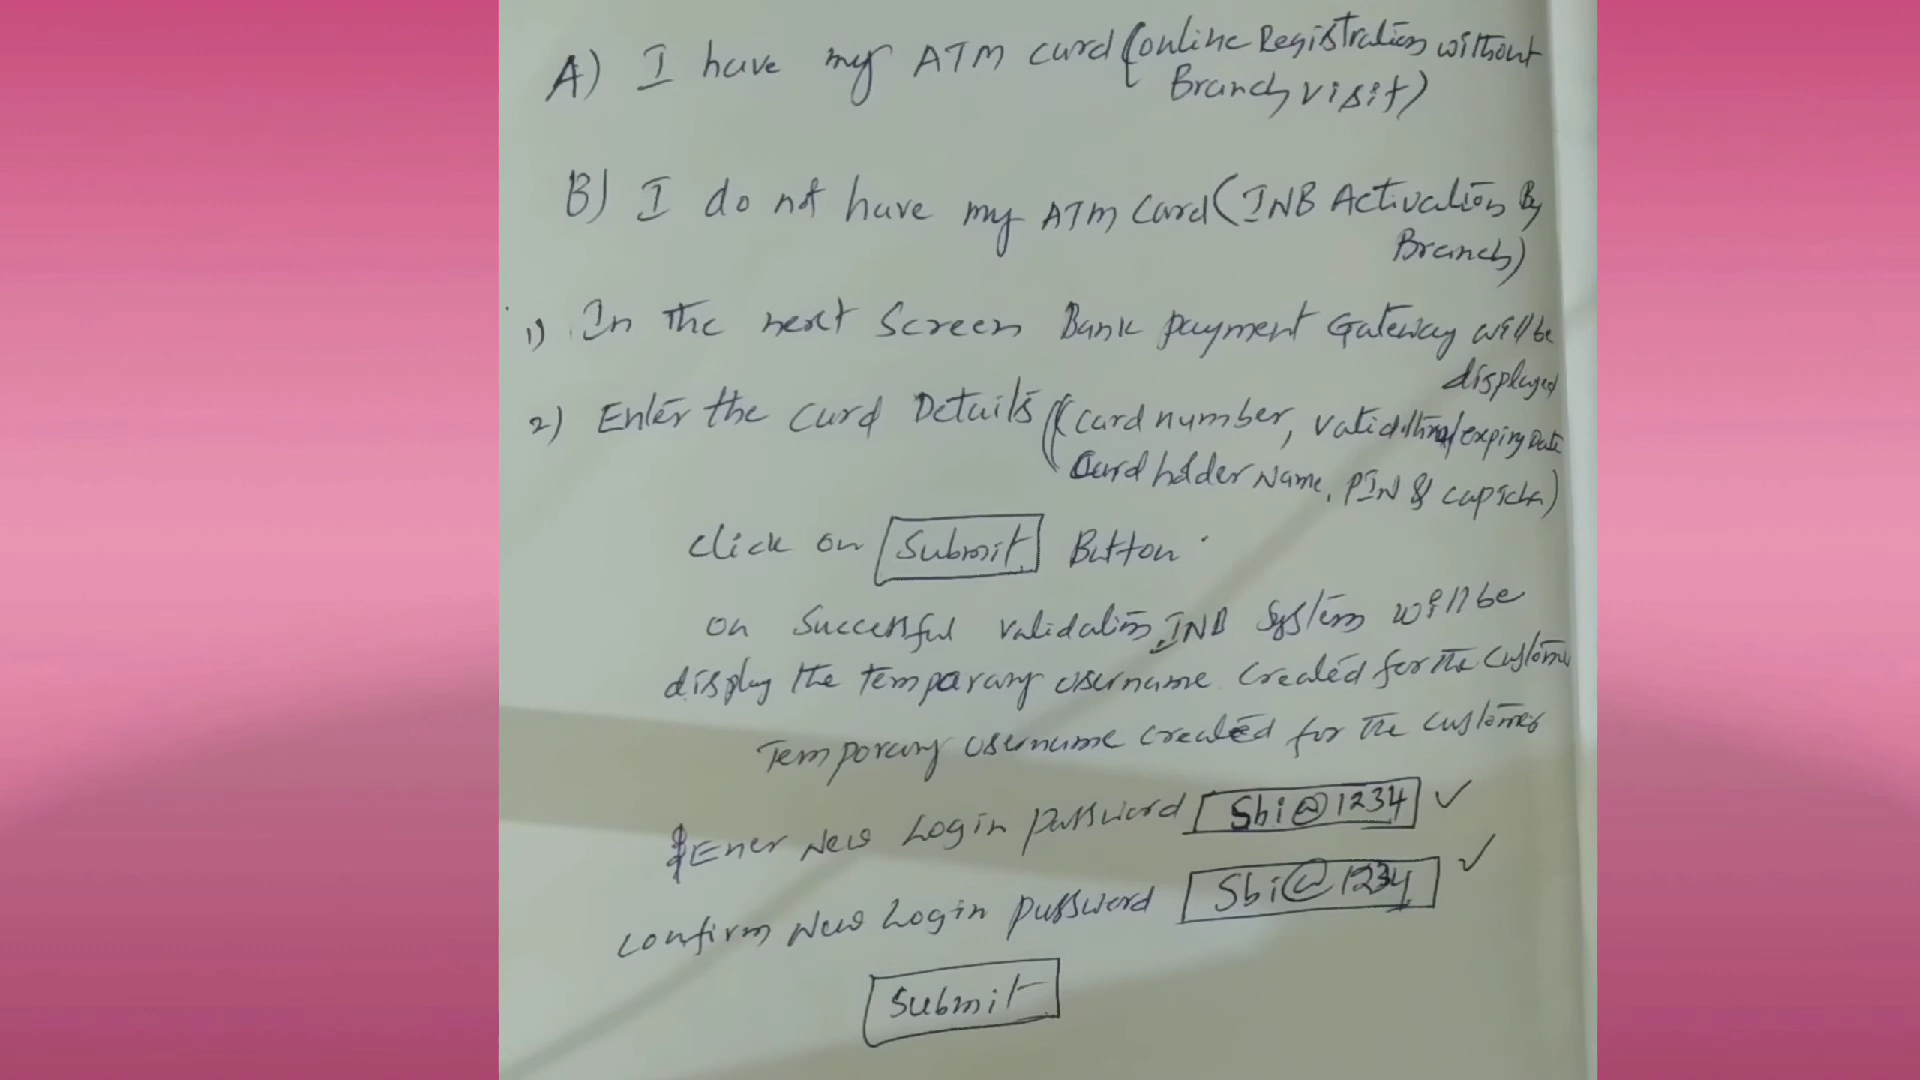 A) I have my ATM card (online Registration without
Branch visit)
B) I do not have my ATM Card (INB Activation By
Branch)
1) In The next Screen Bank payment Gateway will be
displayed
2) Enter the card Details ((card number, valid thro/expiry Date
Card holder Name, PIN & captcha)
click on Submit Button.
on Successful validation INB System will be
display the temporary username created for the customer
Temporary username created for the customer
Ener New Login password Sbi@1234 ✓
confirm New Login password Sbi@1234 ✓
Submit